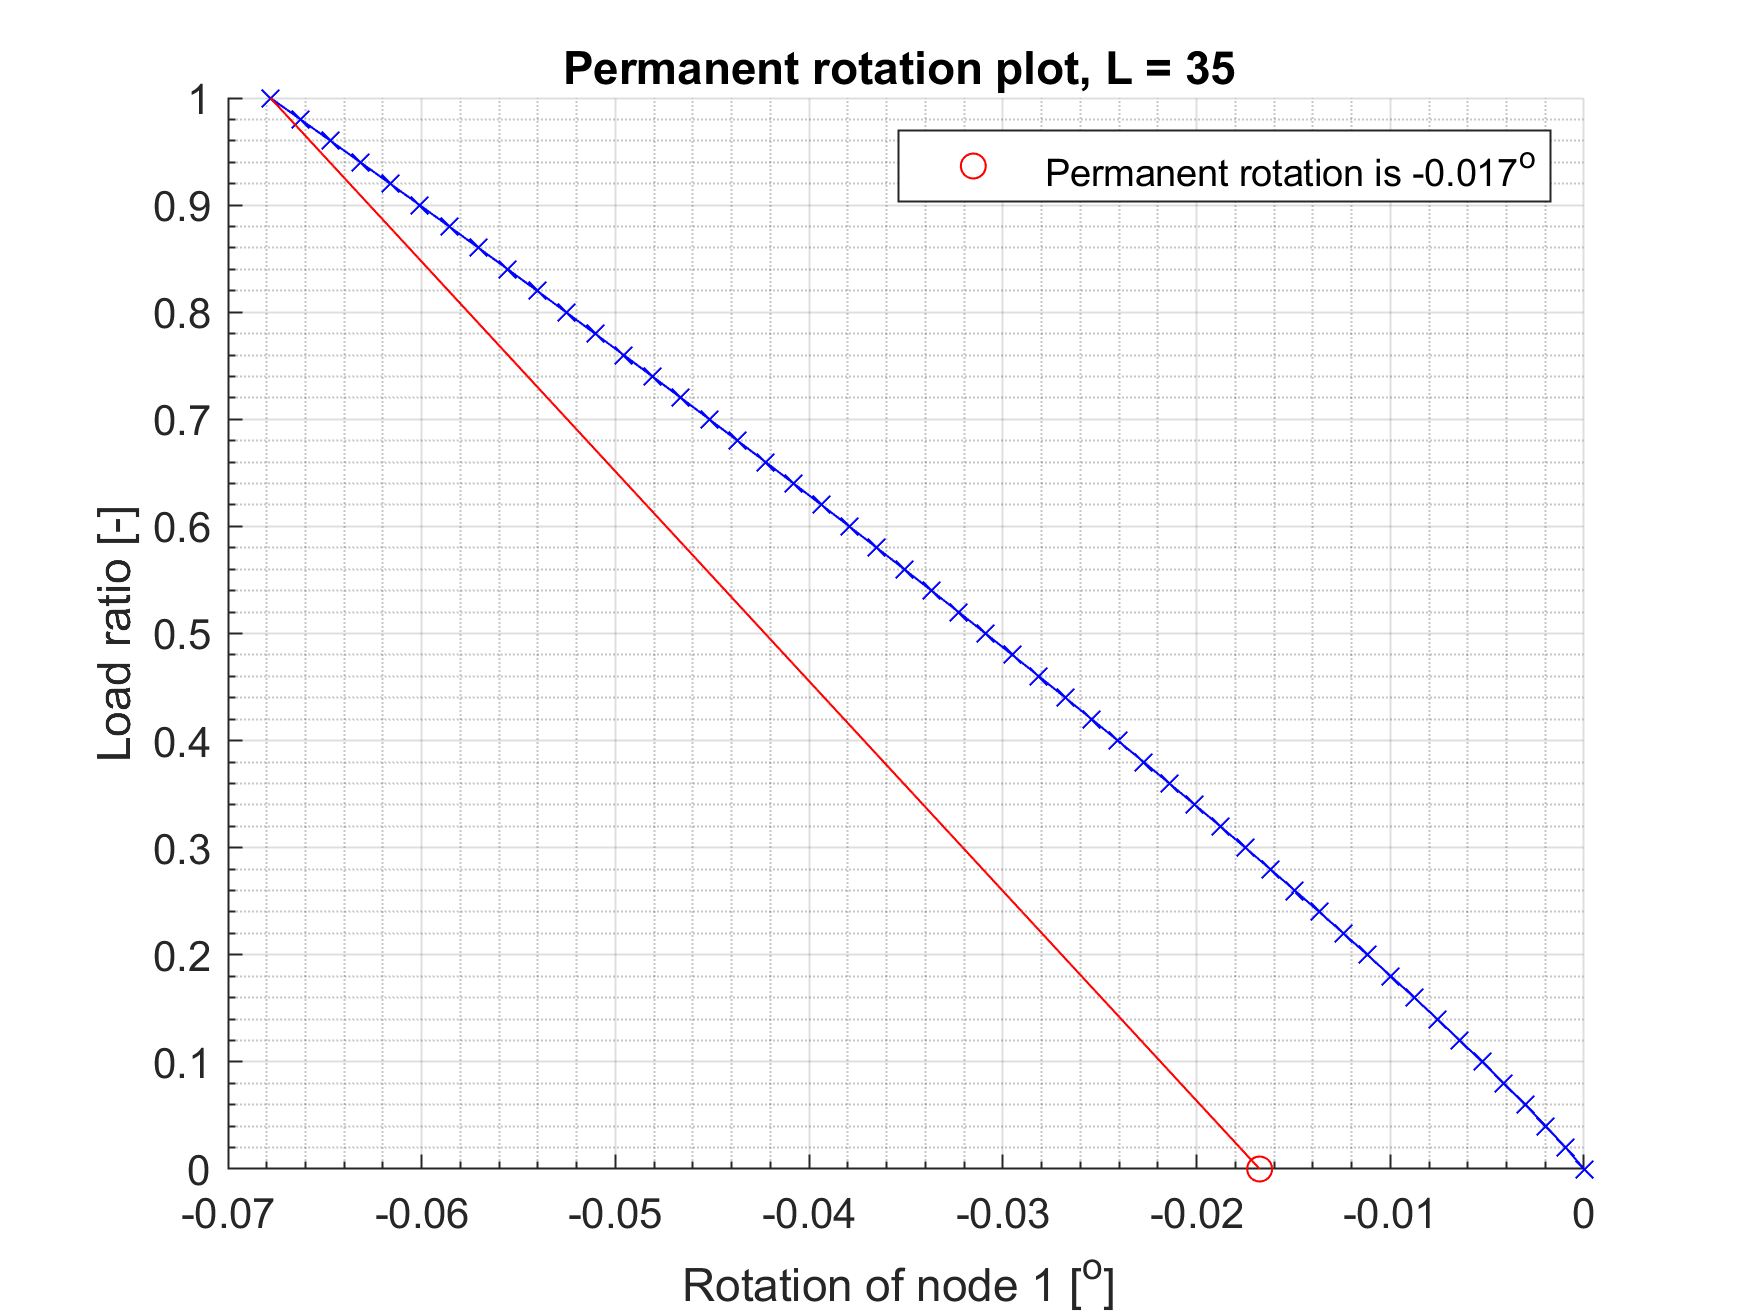 Permanent rotation plot, L = 35
Permanent rotation is -0.017º
Load ratio [-]
1
0.9
0.8
0.7
0.6
0.5
0.4
0.3
0.2
0.1
0
-0.07 -0.06 -0.05 -0.04 -0.03 -0.02 -0.01 0
Rotation of node 1 [º]